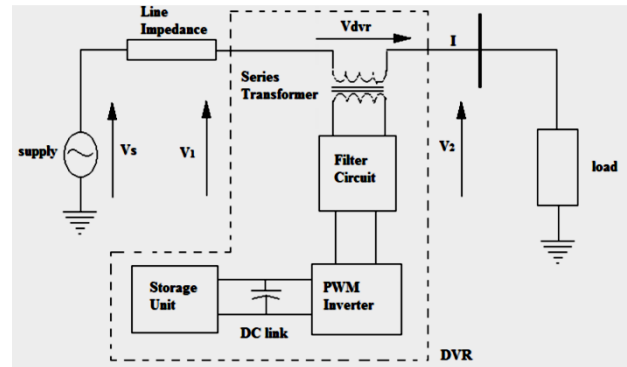 Line
Impedance
Vdvr
I
Series
Transformer
supply
Vs
V1
V2
Filter
Circuit
load
Storage
Unit
PWM
Inverter
DC link
DVR